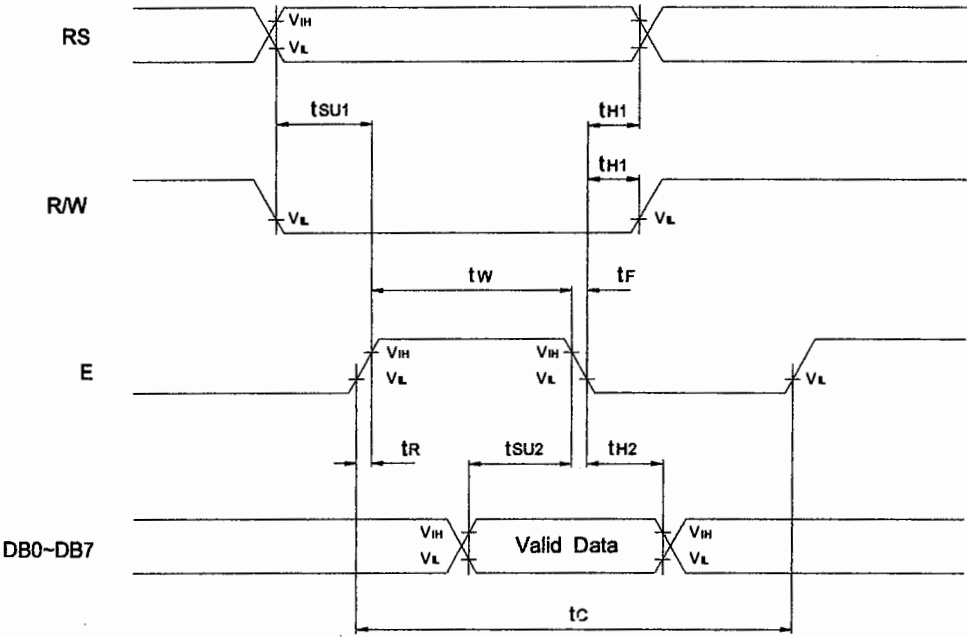 RS
VIH
VIL
tSU1
tH1
tH1
R/W
VIL
VIL
tW
tF
E
VIH
VIL
VIH
VIL
VIL
tR
tSU2
tH2
DB0~DB7
VIH
VIL
Valid Data
VIH
VIL
tC